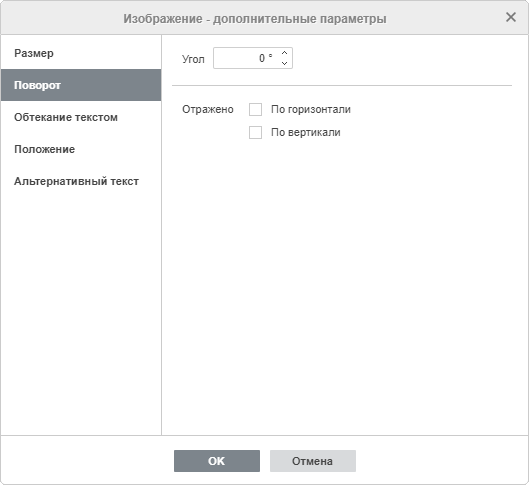 Изображение - дополнительные параметры
Размер
Поворот
Обтекание текстом
Положение
Альтернативный текст
Угол 0 °
Отражено По горизонтали
По вертикали
OK Отмена